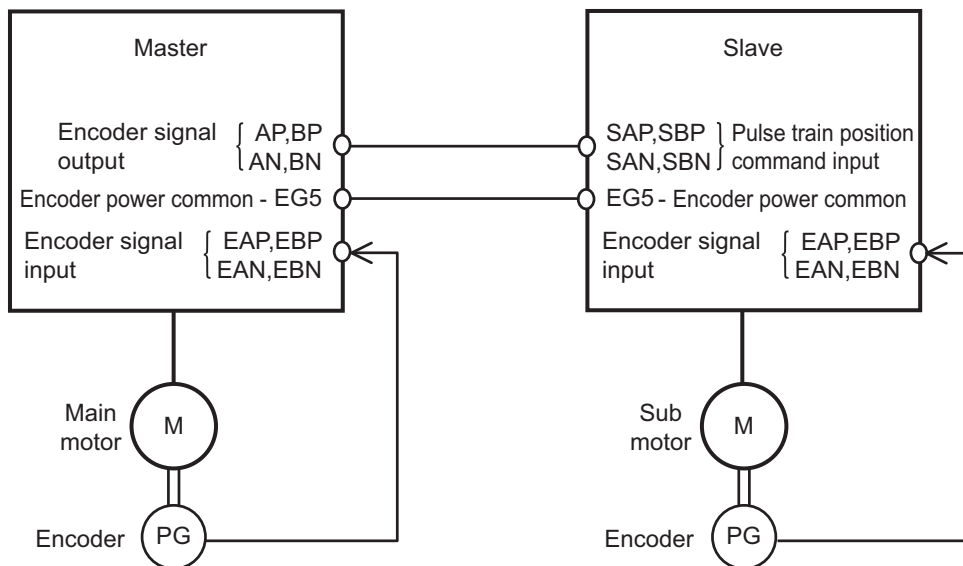 Master
Encoder signal
output
AP,BP
AN,BN
Encoder power common - EG5
Encoder signal
input
EAP,EBP
EAN,EBN
Main
motor
M
Encoder
PG
Slave
SAP,SBP
SAN,SBN
Pulse train position
command input
EG5 - Encoder power common
Encoder signal
input
EAP,EBP
EAN,EBN
Sub
motor
M
Encoder
PG